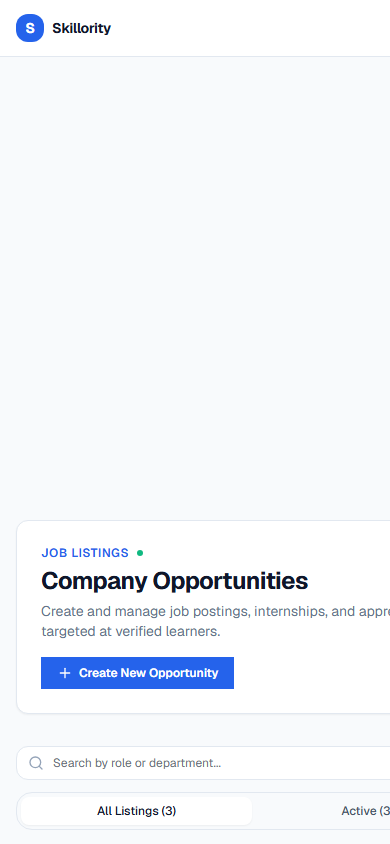 S Skillority
JOB LISTINGS
Company Opportunities
Create and manage job postings, internships, and appre
targeted at verified learners.
+ Create New Opportunity
Search by role or department...
All Listings (3) Active (3